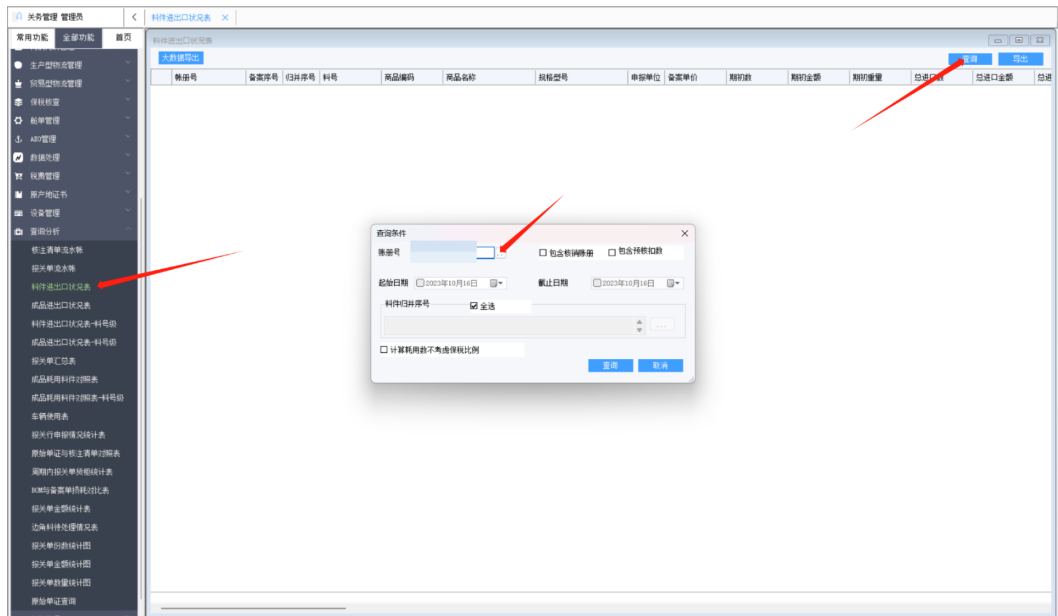 关务管理 管理员
料件进出口状况表 ×
常用功能 全部功能 首页
料件进出口状况表
大数据导出
查询 导出
帐册号 备案序号 归并序号 料号 商品编码 商品名称 规格型号 申报单位 备案单价 期初数 期初金额 期初重量 总进口数 总进口金额 总进
生产型物流管理
贸易型物流管理
保税核查
舱单管理
AEO管理
数据处理
税费管理
原产地证书
设备管理
查询分析
核注清单流水帐
报关单流水帐
料件进出口状况表
成品进出口状况表
料件进出口状况表-料号级
成品进出口状况表-料号级
报关单汇总表
成品耗用料件对照表
成品耗用料件对照表-料号级
车辆使用表
报关行申报情况统计表
原始单证与核注清单对照表
周期内报关单货柜统计表
BOM与备案单损耗对比表
报关单金额统计表
边角料待处理情况表
报关单份数统计图
报关单金额统计图
报关单数量统计图
原始单证查询
查询条件 ×
账册号 ... 包含核销账册 包含预核扣数
起始日期 2023年10月16日 截止日期 2023年10月16日
料件归并序号 全选
...
计算耗用数不考虑保税比例
查询 取消